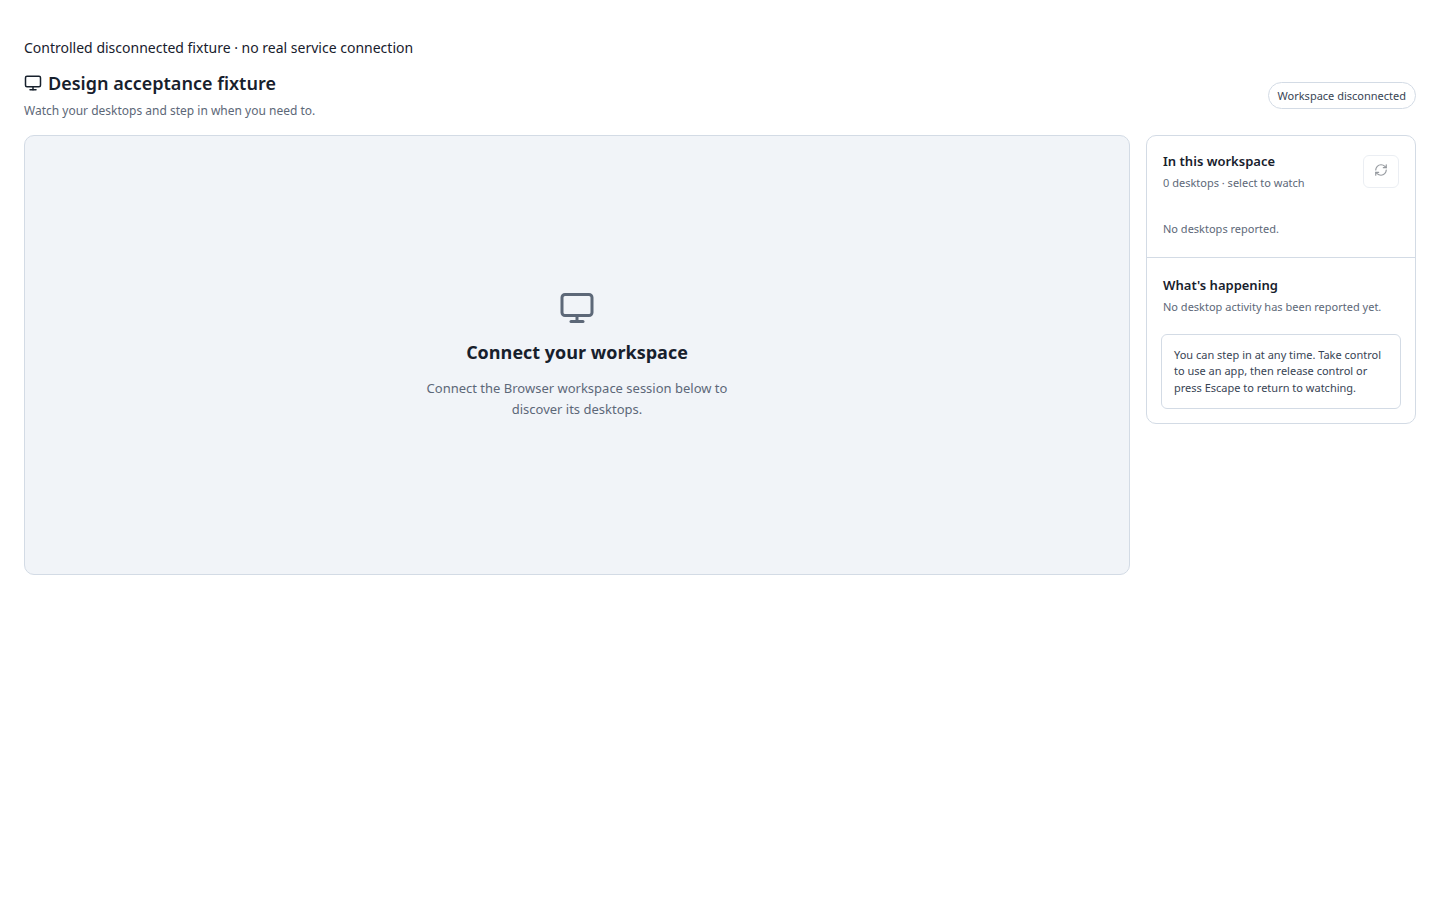 Controlled disconnected fixture · no real service connection
Design acceptance fixture
Watch your desktops and step in when you need to.
Workspace disconnected
Connect your workspace
Connect the Browser workspace session below to
discover its desktops.
In this workspace
0 desktops · select to watch
No desktops reported.
What's happening
No desktop activity has been reported yet.
You can step in at any time. Take control
to use an app, then release control or
press Escape to return to watching.